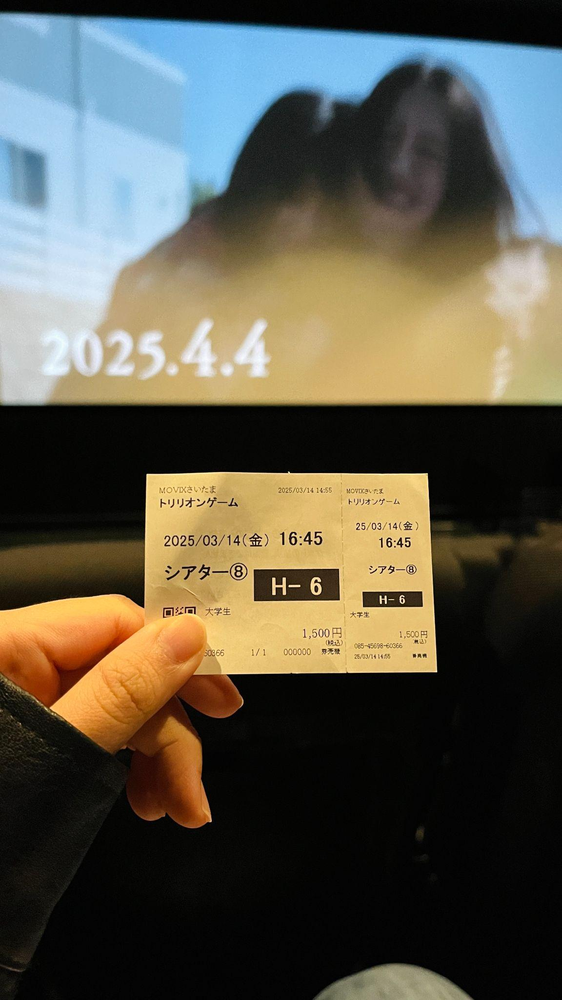 2025.4.4
MOVIXさいたま
2025/03/14 14:55
トリリオンゲーム
2025/03/14(金) 16:45
シアター⑧
H- 6
大学生
1,500円
(税込)
60366 1/1 000000 券売機
MOVIXさいたま
トリリオンゲーム
25/03/14(金)
16:45
シアター⑧
H- 6
大学生
1,500円
(税込)
085-45698-60366
25/03/14 14:55 券売機